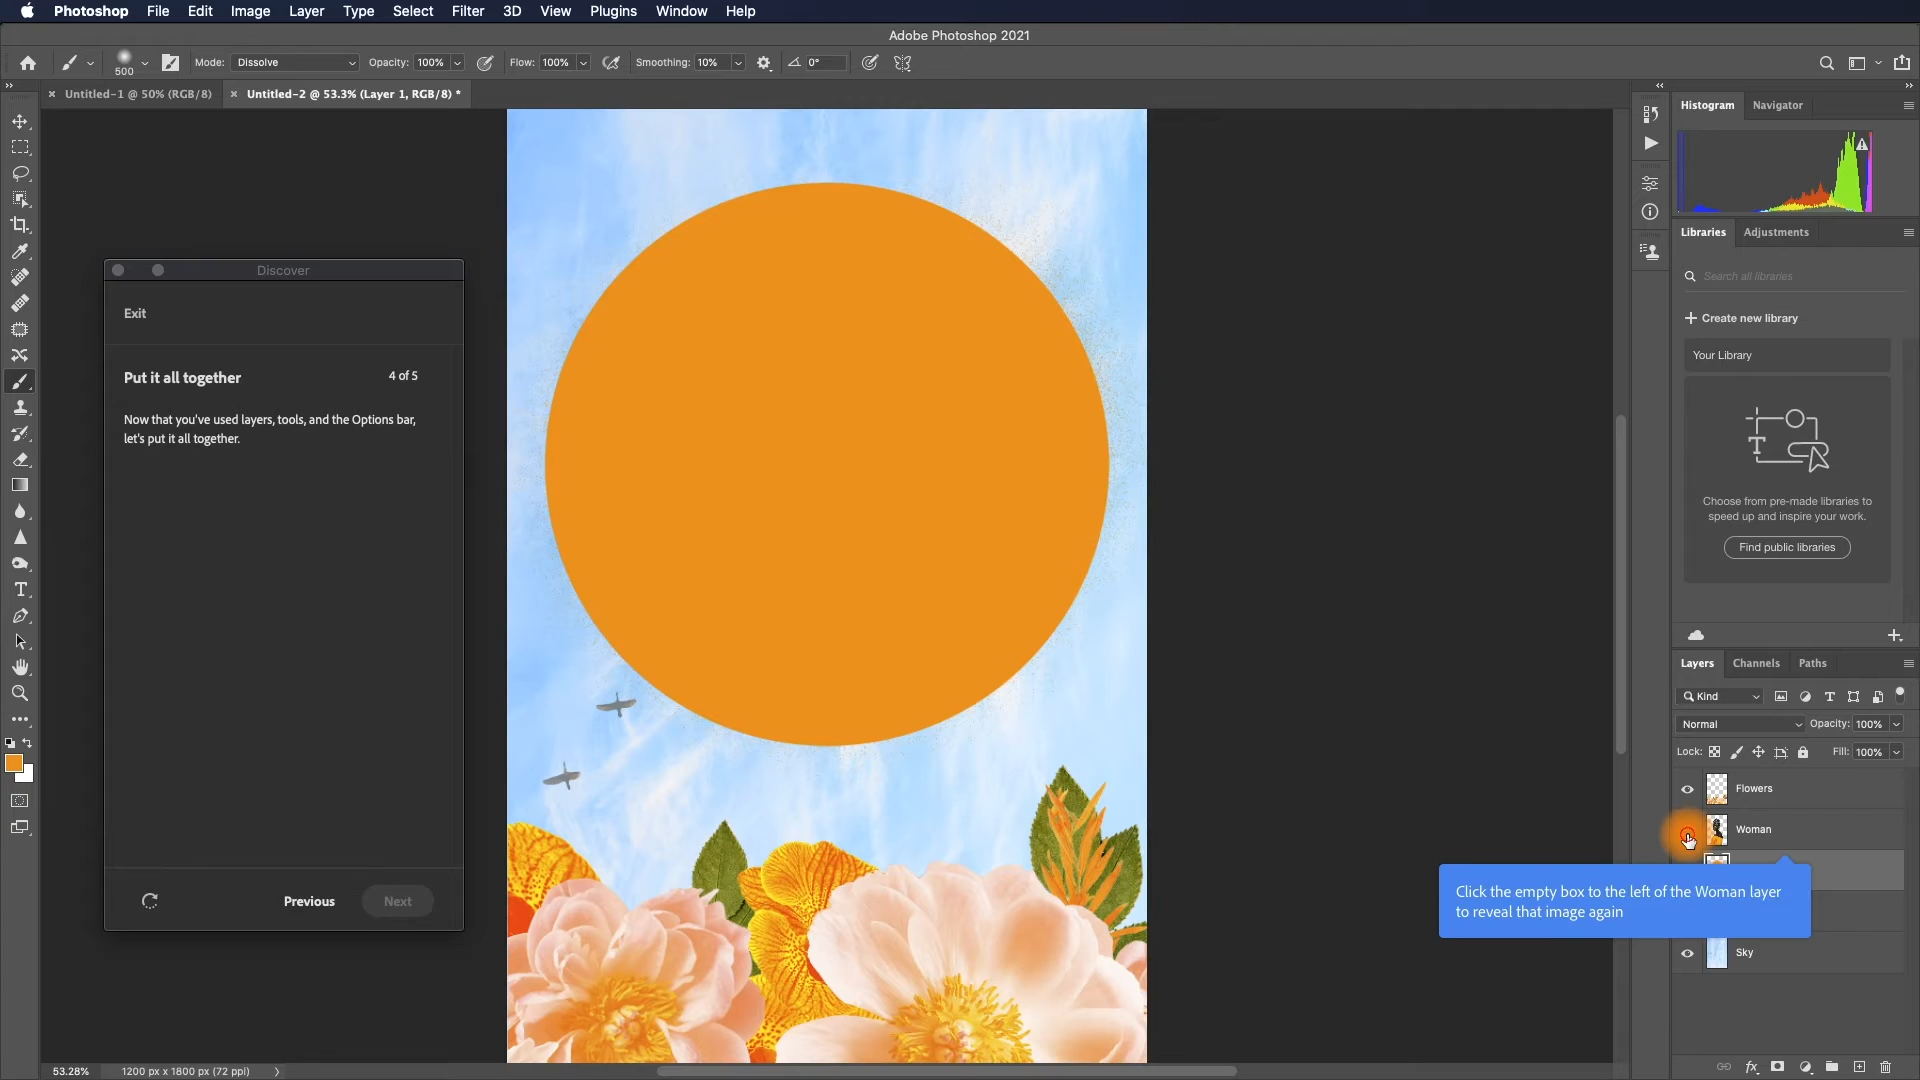 Photoshop File Edit Image Layer Type Select Filter 3D View Plugins Window Help
Adobe Photoshop 2021
500 Mode: Dissolve Opacity: 100% Flow: 100% Smoothing: 10% 0°
Untitled-1 @ 50% (RGB/8) Untitled-2 @ 53.3% (Layer 1, RGB/8) *
Histogram Navigator
Libraries Adjustments
Search all libraries
Create new library
Your Library
Choose from pre-made libraries to
speed up and inspire your work.
Find public libraries
Discover
Exit
Put it all together 4 of 5
Now that you've used layers, tools, and the Options bar,
let's put it all together.
Previous Next
Layers Channels Paths
Kind
Normal Opacity: 100%
Lock: Fill: 100%
Flowers
Woman
Click the empty box to the left of the Woman layer
to reveal that image again
Sky
53.28% 1200 px x 1800 px (72 ppi)